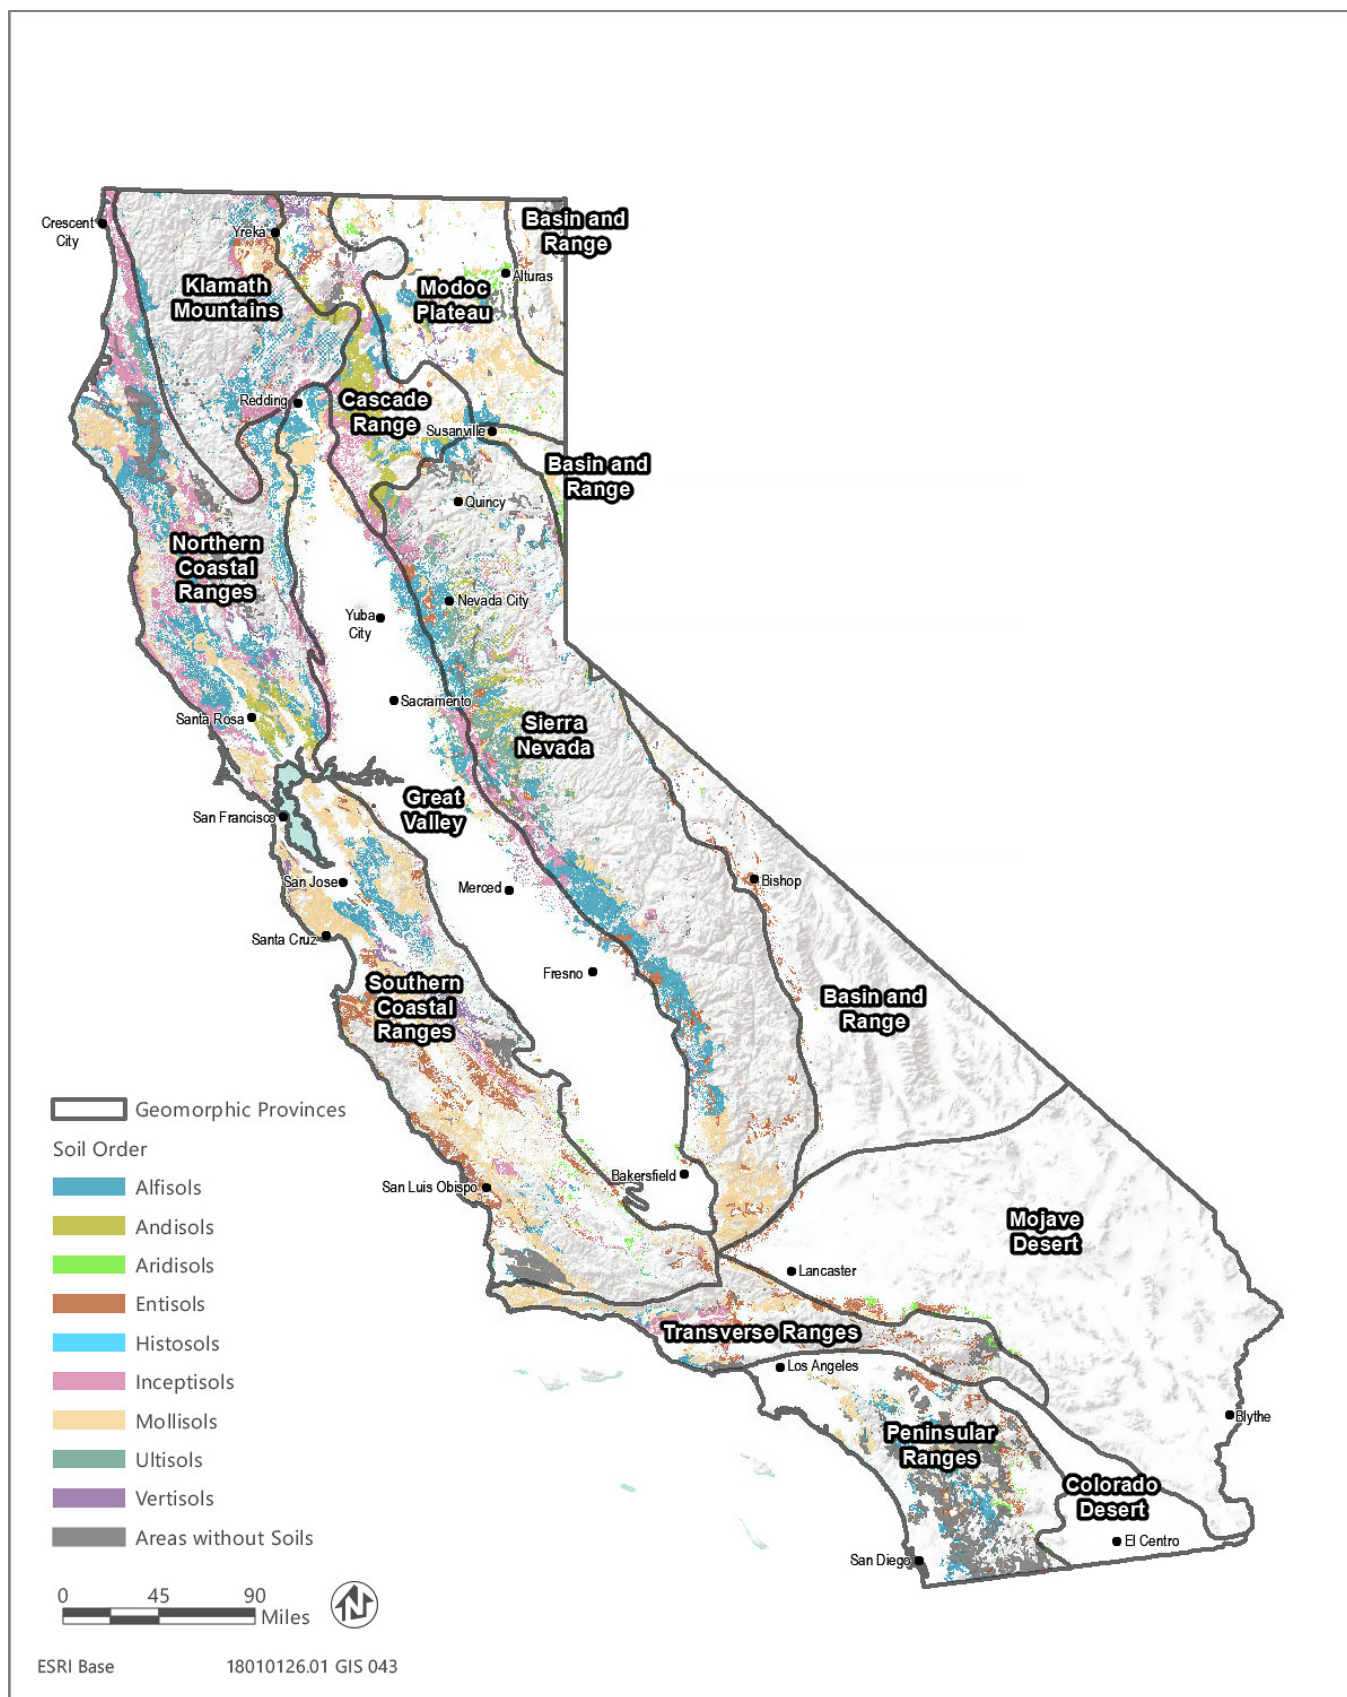 Crescent
City
Yreka
Basin and
Range
Alturas
Klamath
Mountains
Modoc
Plateau
Redding
Cascade
Range
Susanville
Basin and
Range
Quincy
Northern
Coastal
Ranges
Nevada City
Yuba
City
Sacramento
Santa Rosa
Sierra
Nevada
Great
Valley
San Francisco
San Jose
Merced
Bishop
Santa Cruz
Fresno
Southern
Coastal
Ranges
Basin and
Range
Bakersfield
San Luis Obispo
Mojave
Desert
Lancaster
Transverse Ranges
Los Angeles
Blythe
Peninsular
Ranges
Colorado
Desert
El Centro
San Diego
Geomorphic Provinces
Soil Order
Alfisols
Andisols
Aridisols
Entisols
Histosols
Inceptisols
Mollisols
Ultisols
Vertisols
Areas without Soils
0 45 90
Miles
N
ESRI Base 18010126.01 GIS 043